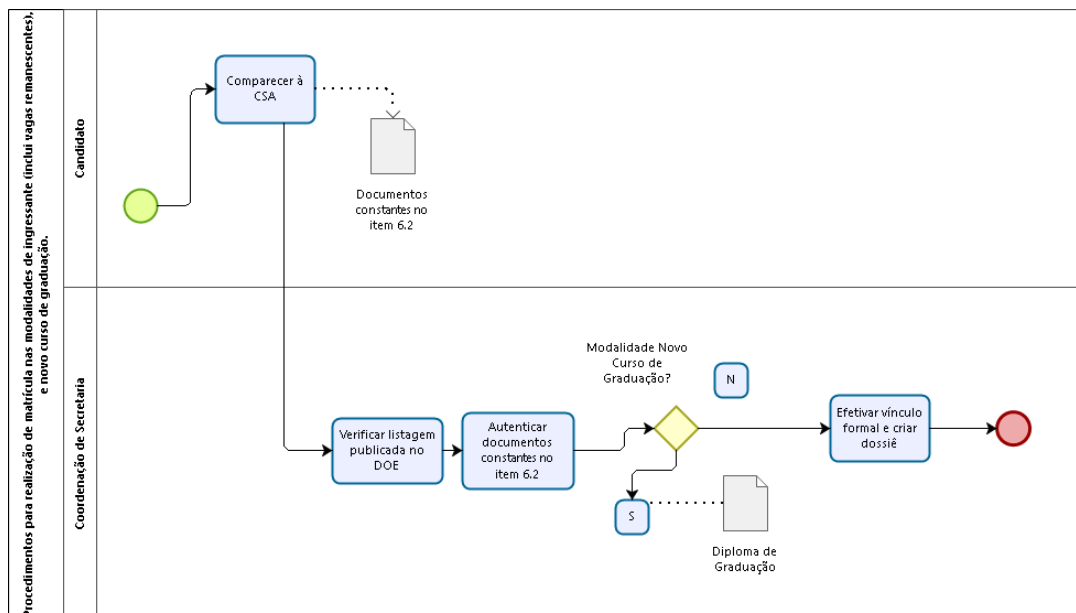 Procedimentos para realização de matrícula nas modalidades de ingressante (inclui vagas remanescentes),
e novo curso de graduação.
Candidato
Comparecer à
CSA
Documentos
constantes no
item 6.2
Coordenação de Secretaria
Verificar listagem
publicada no
DOE
Autenticar
documentos
constantes no
item 6.2
Modalidade Novo
Curso de
Graduação?
N
S
Diploma de
Graduação
Efetivar vínculo
formal e criar
dossiê